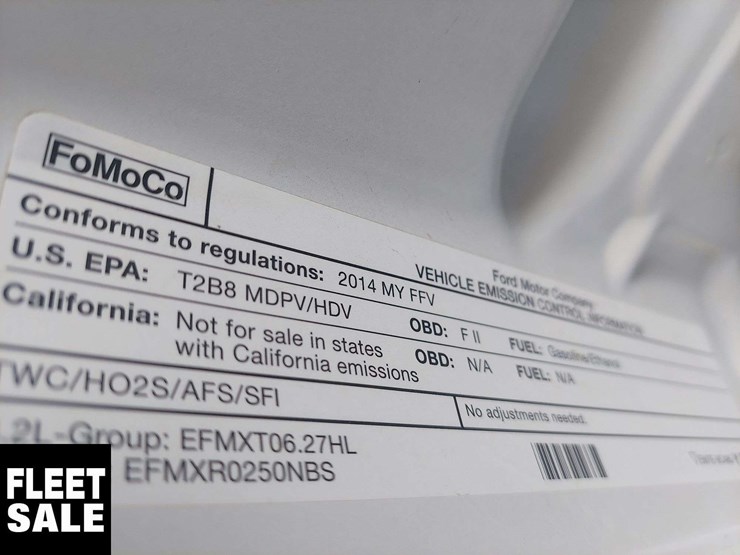 FoMoCo
Ford Motor Company
VEHICLE EMISSION CONTROL INFORMATION
Conforms to regulations: 2014 MY FFV
U.S. EPA: T2B8 MDPV/HDV OBD: F II FUEL: Gasoline/Ethanol
California: Not for sale in states OBD: N/A FUEL: N/A
with California emissions
TWC/HO2S/AFS/SFI
No adjustments needed.
.2L-Group: EFMXT06.27HL
EFMXR0250NBS
FLEET
SALE